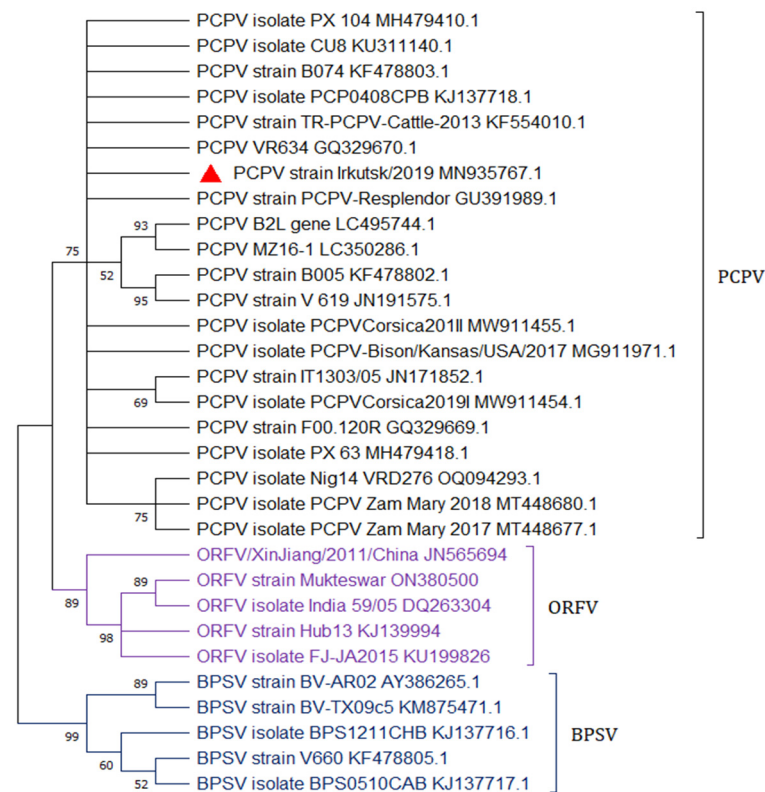 PCPV isolate PX 104 MH479410.1
PCPV isolate CU8 KU311140.1
PCPV strain B074 KF478803.1
PCPV isolate PCP0408CPB KJ137718.1
PCPV strain TR-PCPV-Cattle-2013 KF554010.1
PCPV VR634 GQ329670.1
PCPV strain Irkutsk/2019 MN935767.1
PCPV strain PCPV-Resplendor GU391989.1
93 PCPV B2L gene LC495744.1
75
PCPV MZ16-1 LC350286.1
52
PCPV strain B005 KF478802.1
PCPV
95 PCPV strain V 619 JN191575.1
PCPV isolate PCPVCorsica201II MW911455.1
PCPV isolate PCPV-Bison/Kansas/USA/2017 MG911971.1
PCPV strain IT1303/05 JN171852.1
69 PCPV isolate PCPVCorsica2019I MW911454.1
PCPV strain F00.120R GQ329669.1
PCPV isolate PX 63 MH479418.1
PCPV isolate Nig14 VRD276 OQ094293.1
PCPV isolate PCPV Zam Mary 2018 MT448680.1
75
PCPV isolate PCPV Zam Mary 2017 MT448677.1
ORFV/XinJiang/2011/China JN565694
89 ORFV strain Mukteswar ON380500
89
ORFV isolate India 59/05 DQ263304
ORFV
98 ORFV strain Hub13 KJ139994
ORFV isolate FJ-JA2015 KU199826
89 BPSV strain BV-AR02 AY386265.1
BPSV strain BV-TX09c5 KM875471.1
99
BPSV isolate BPS1211CHB KJ137716.1
BPSV
60 BPSV strain V660 KF478805.1
52 BPSV isolate BPS0510CAB KJ137717.1